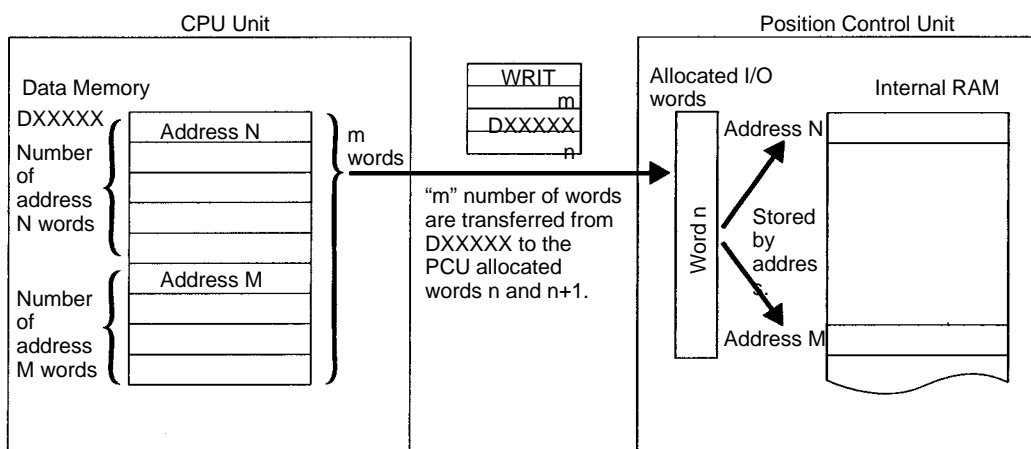 CPU Unit
Position Control Unit
Data Memory
DXXXXX
Number
of
address
N words
Number
of
address
M words
Address N
Address M
m
words
WRIT
m
DXXXXX
n
“m” number of words
are transferred from
DXXXXX to the
PCU allocated
words n and n+1.
Allocated I/O
words
Word n
Address N
Stored
by
addres
s.
Address M
Internal RAM